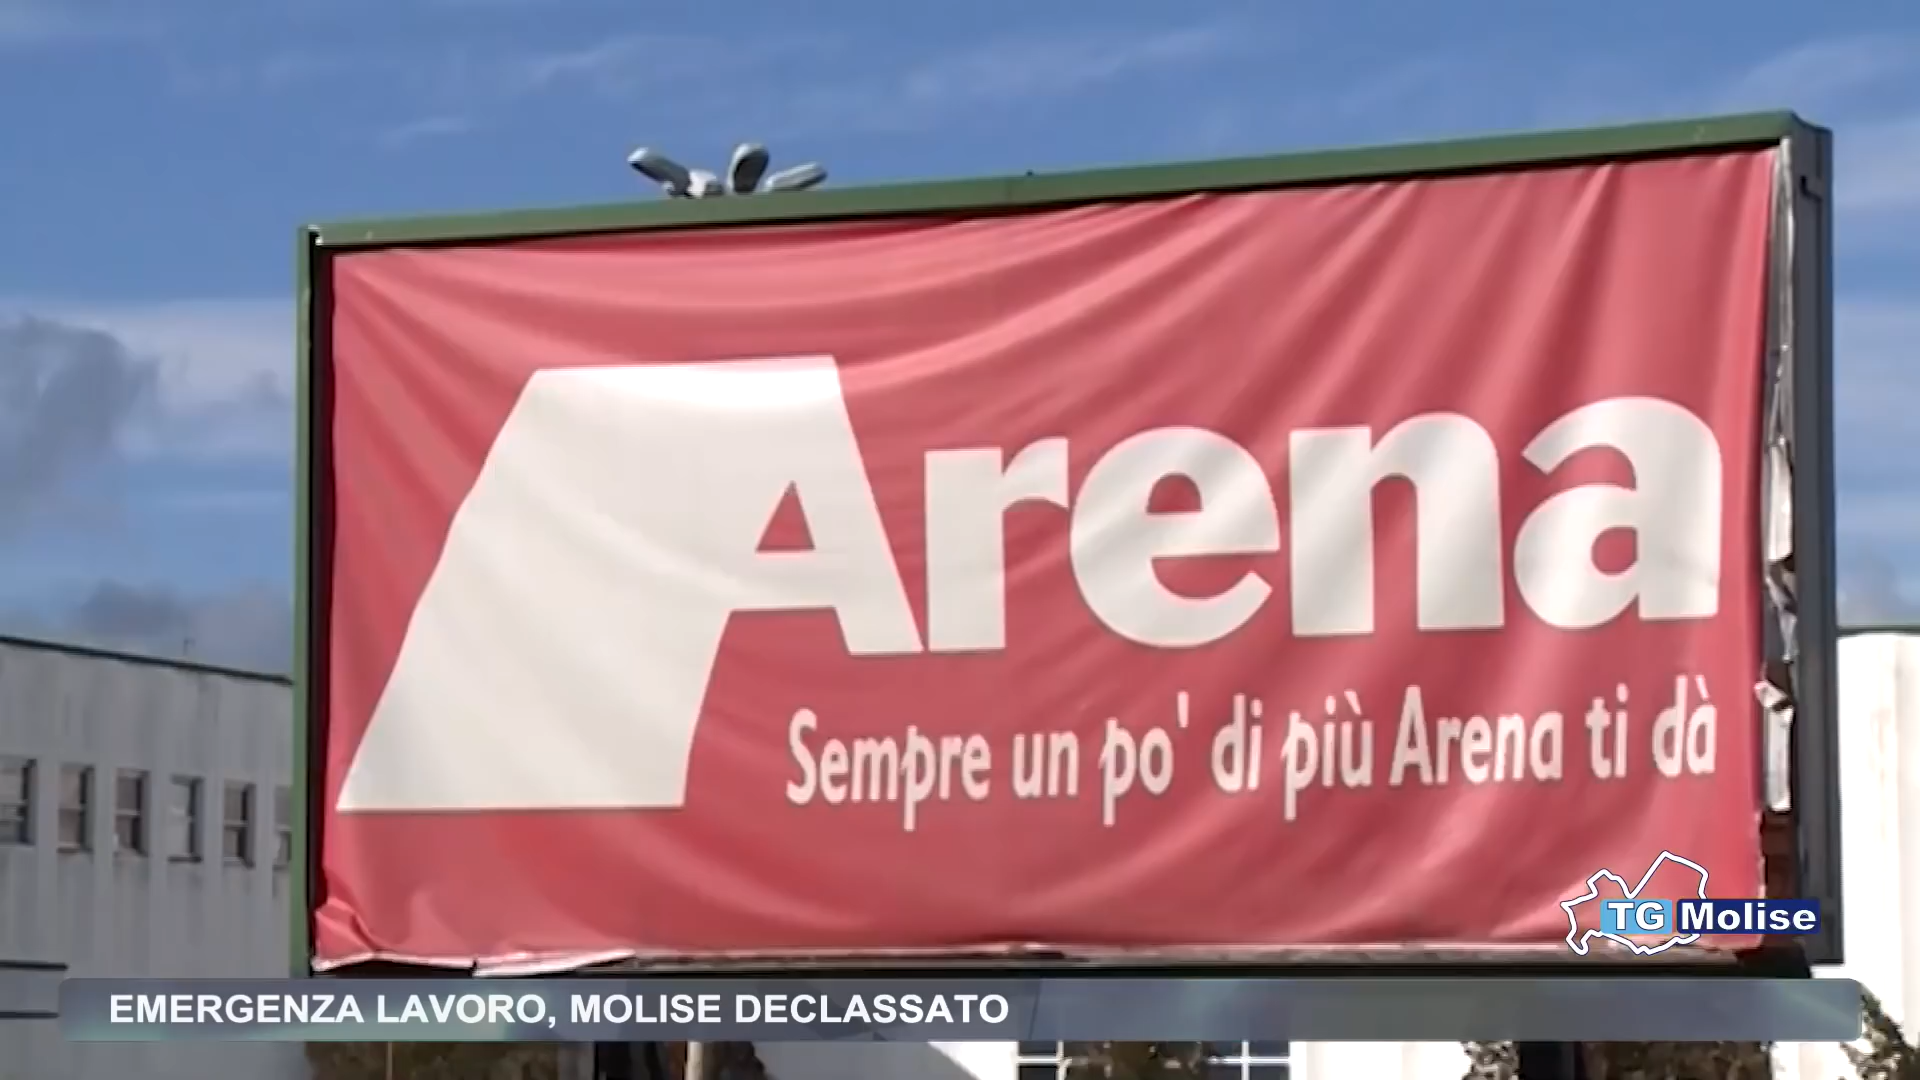 Arena
Sempre un po' di più Arena ti dà
TG Molise
EMERGENZA LAVORO, MOLISE DECLASSATO